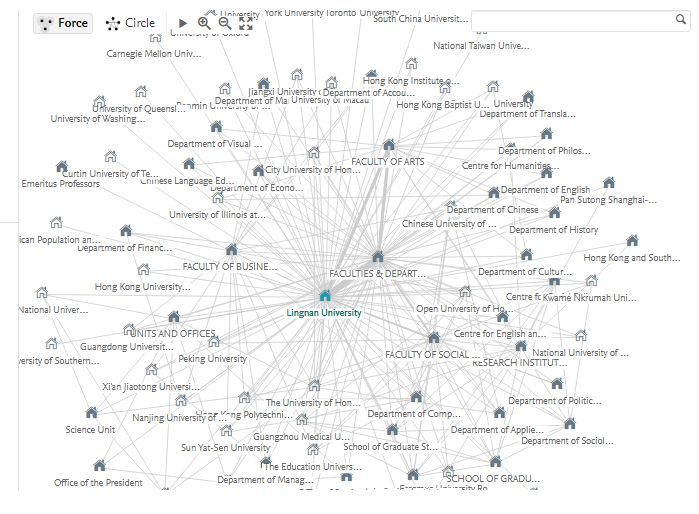 Force
Circle
University
York University
Toronto University
South China Universit...
University of Oxford
National Taiwan Unive...
Carnegie Mellon Univ...
Hong Kong Institute o...
Jiangxi University
Department of Accou...
Department of Ma
University of Macau
Hong Kong Baptist U...
University
University of Queensl...
Department of Transla...
University of Washing...
Department of Visual ...
FACULTY OF ARTS
Department of Philos...
Curtin University of Te...
City University of Hon...
Centre for Humanities...
Emeritus Professors
Chinese Language Ed...
Department of Econo...
Department of English
Pan Sutong Shanghai-...
University of Illinois at...
Department of Chinese
Chinese University of ...
Department of History
ican Population an...
Department of Financ...
Hong Kong and South...
FACULTY OF BUSINE...
FACULTIES & DEPART...
Department of Cultur...
Hong Kong University...
Centre fo
Kwame Nkrumah Uni...
National Univer...
Lingnan University
Open University of Ho...
UNITS AND OFFICES
Centre for English an...
Guangdong Universit...
Peking University
FACULTY OF SOCIAL ...
National University of ...
versity of Southern...
RESEARCH INSTITUT...
Xi'an Jiaotong Universi...
The University of Hon...
Department of Politic...
Nanjing University of ...
Kong Polytechni...
Department of Comp...
Science Unit
Department of Applie...
Guangzhou Medical U...
Department of Sociol...
Sun Yat-Sen University
School of Graduate St...
The Education Univers...
Office of the President
Department of Manag...
SCHOOL OF GRADU...